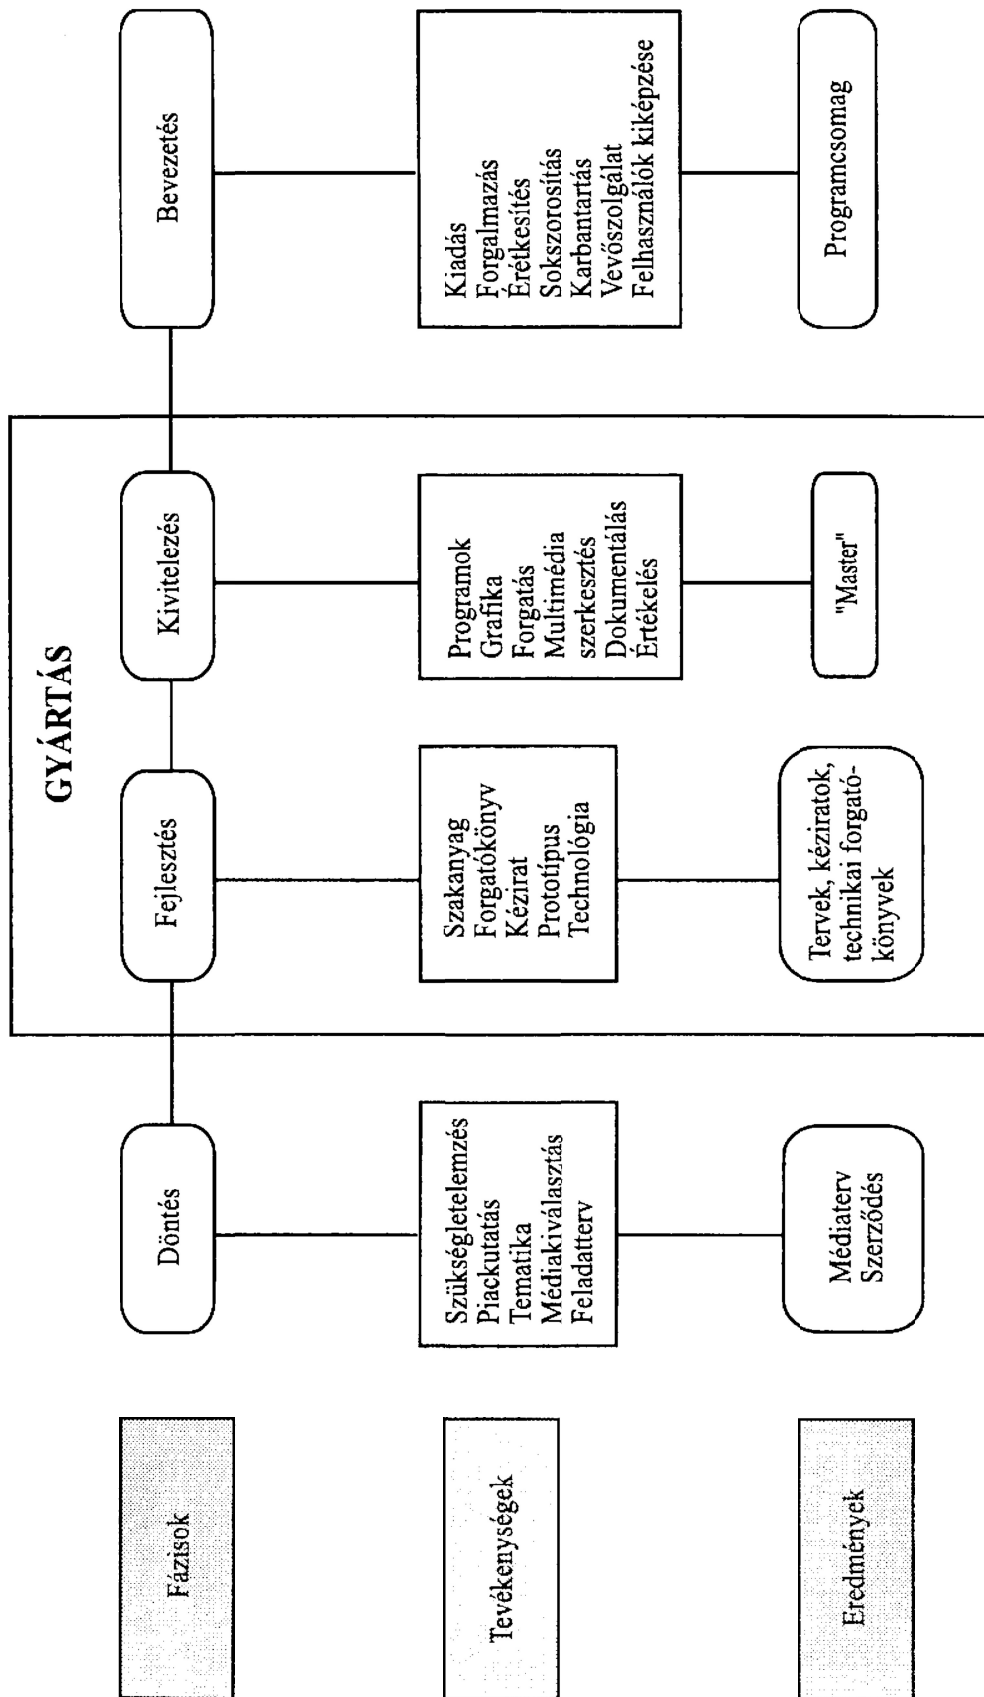 GYÁRTÁS
Fázisok
Döntés
Fejlesztés
Kivitelezés
Bevezetés
Tevékenységek
Szükségletelemzés
Piackutatás
Tematika
Médiakiválasztás
Feladatterv
Szakanyag
Forgatókönyv
Kézirat
Prototípus
Technológia
Programok
Grafika
Forgatás
Multimédia
szerkesztés
Dokumentálás
Értékelés
Kiadás
Forgalmazás
Érétkesítés
Sokszorosítás
Karbantartás
Vevőszolgálat
Felhasználók kiképzése
Eredmények
Médiaterv
Szerződés
Tervek, kéziratok,
technikai forgató-
könyvek
"Master"
Programcsomag